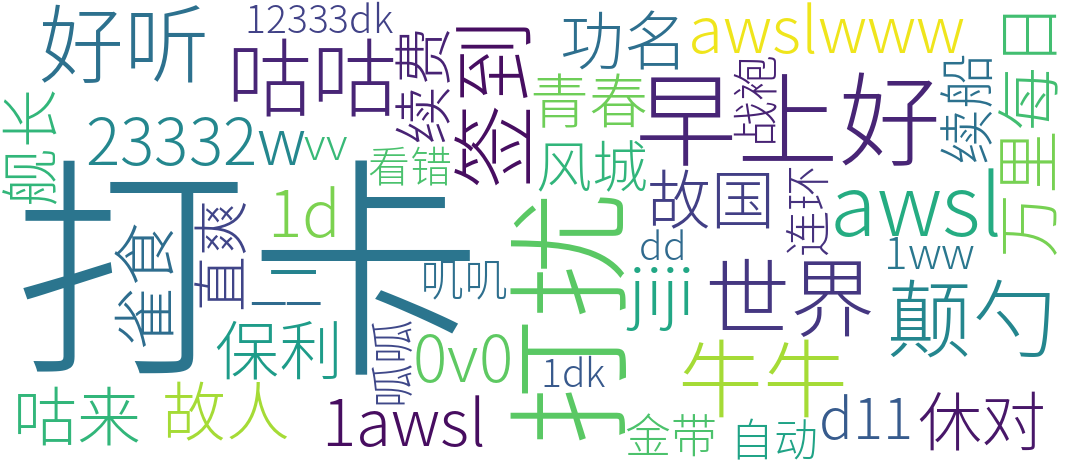 12333dk
好听
咕咕
续费
签到
功名
awslwww
每日
23332w
vv
看错
青春
早上好
战袍
续船
万里
舰长
打卡
1d
雀食
直爽
二
叽叽
打扰
风城
故国
dd
连环
awsl
1ww
jiji
世界
颠勺
保利
呱呱
0v0
1dk
牛牛
咕来
故人
1awsl
金带
自动
d11
休对